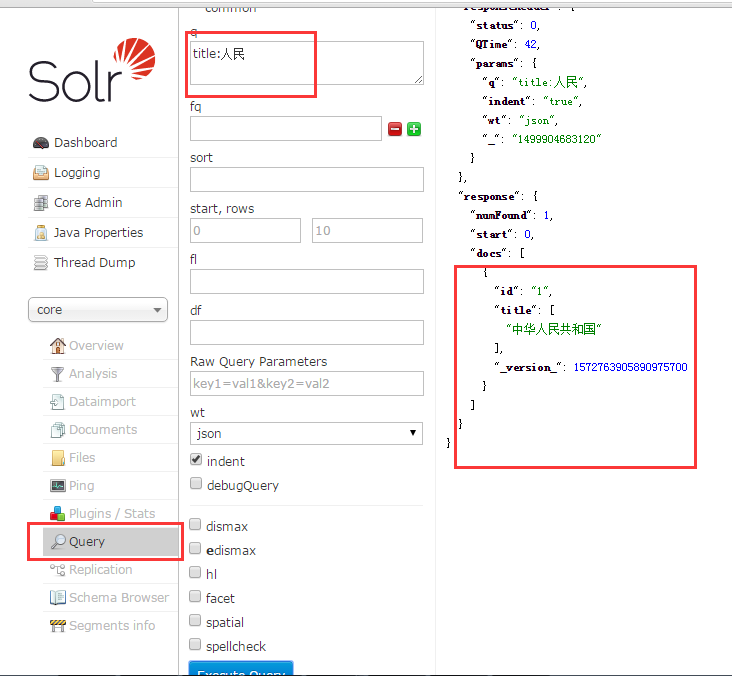 Solr
Dashboard
Logging
Core Admin
Java Properties
Thread Dump
core
Overview
Analysis
Dataimport
Documents
Files
Ping
Plugins / Stats
Query
Replication
Schema Browser
Segments info
common
q
title:人民
fq
sort
start, rows
0
10
fl
df
Raw Query Parameters
key1=val1&key2=val2
wt
json
indent
debugQuery
dismax
edismax
hl
facet
spatial
spellcheck
Execute Query
"responseHeader": {
"status": 0,
"QTime": 42,
"params": {
"q": "title:人民",
"indent": "true",
"wt": "json",
"_": "1499904683120"
}
},
"response": {
"numFound": 1,
"start": 0,
"docs": [
{
"id": "1",
"title": [
"中华人民共和国"
],
"_version_": 1572763905890975700
}
]
}
}